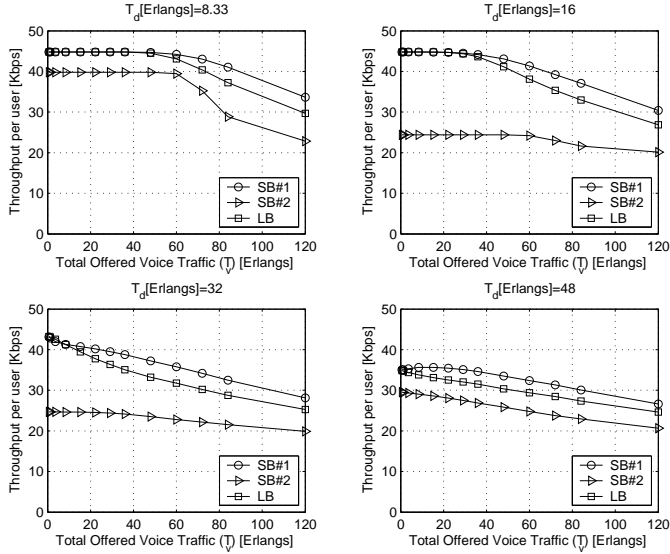 T_d[Erlangs]=8.33
50
40
30
20
10
0
Throughput per user [Kbps]
0 20 40 60 80 100 120
Total Offered Voice Traffic (T_v) [Erlangs]
SB#1
SB#2
LB
T_d[Erlangs]=16
50
40
30
20
10
0
Throughput per user [Kbps]
0 20 40 60 80 100 120
Total Offered Voice Traffic (T_v) [Erlangs]
SB#1
SB#2
LB
T_d[Erlangs]=32
50
40
30
20
10
0
Throughput per user [Kbps]
0 20 40 60 80 100 120
Total Offered Voice Traffic (T_v) [Erlangs]
SB#1
SB#2
LB
T_d[Erlangs]=48
50
40
30
20
10
0
Throughput per user [Kbps]
0 20 40 60 80 100 120
Total Offered Voice Traffic (T_v) [Erlangs]
SB#1
SB#2
LB